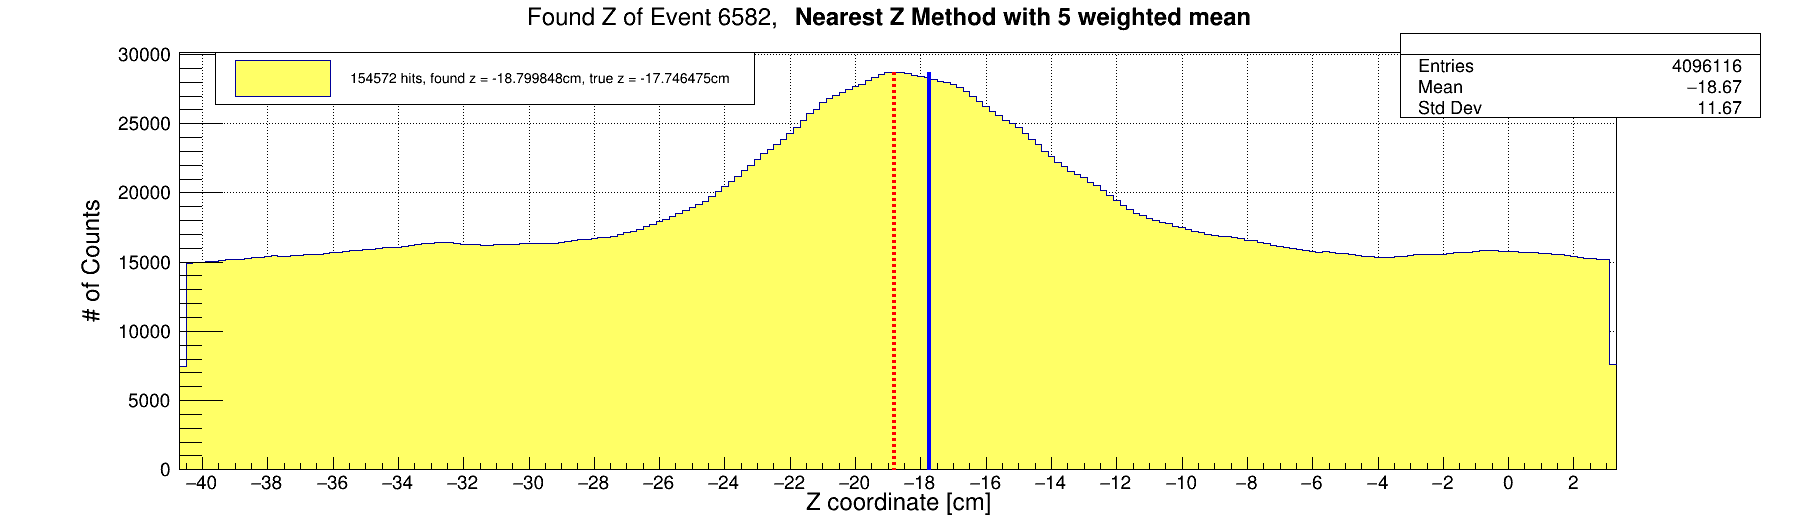 Found Z of Event 6582, Nearest Z Method with 5 weighted mean
154572 hits, found z = -18.799848cm, true z = -17.746475cm
Entries 4096116
Mean −18.67
Std Dev 11.67
# of Counts
30000
25000
20000
15000
10000
5000
0
−40 −38 −36 −34 −32 −30 −28 −26 −24 −22 −20 −18 −16 −14 −12 −10 −8 −6 −4 −2 0 2
Z coordinate [cm]